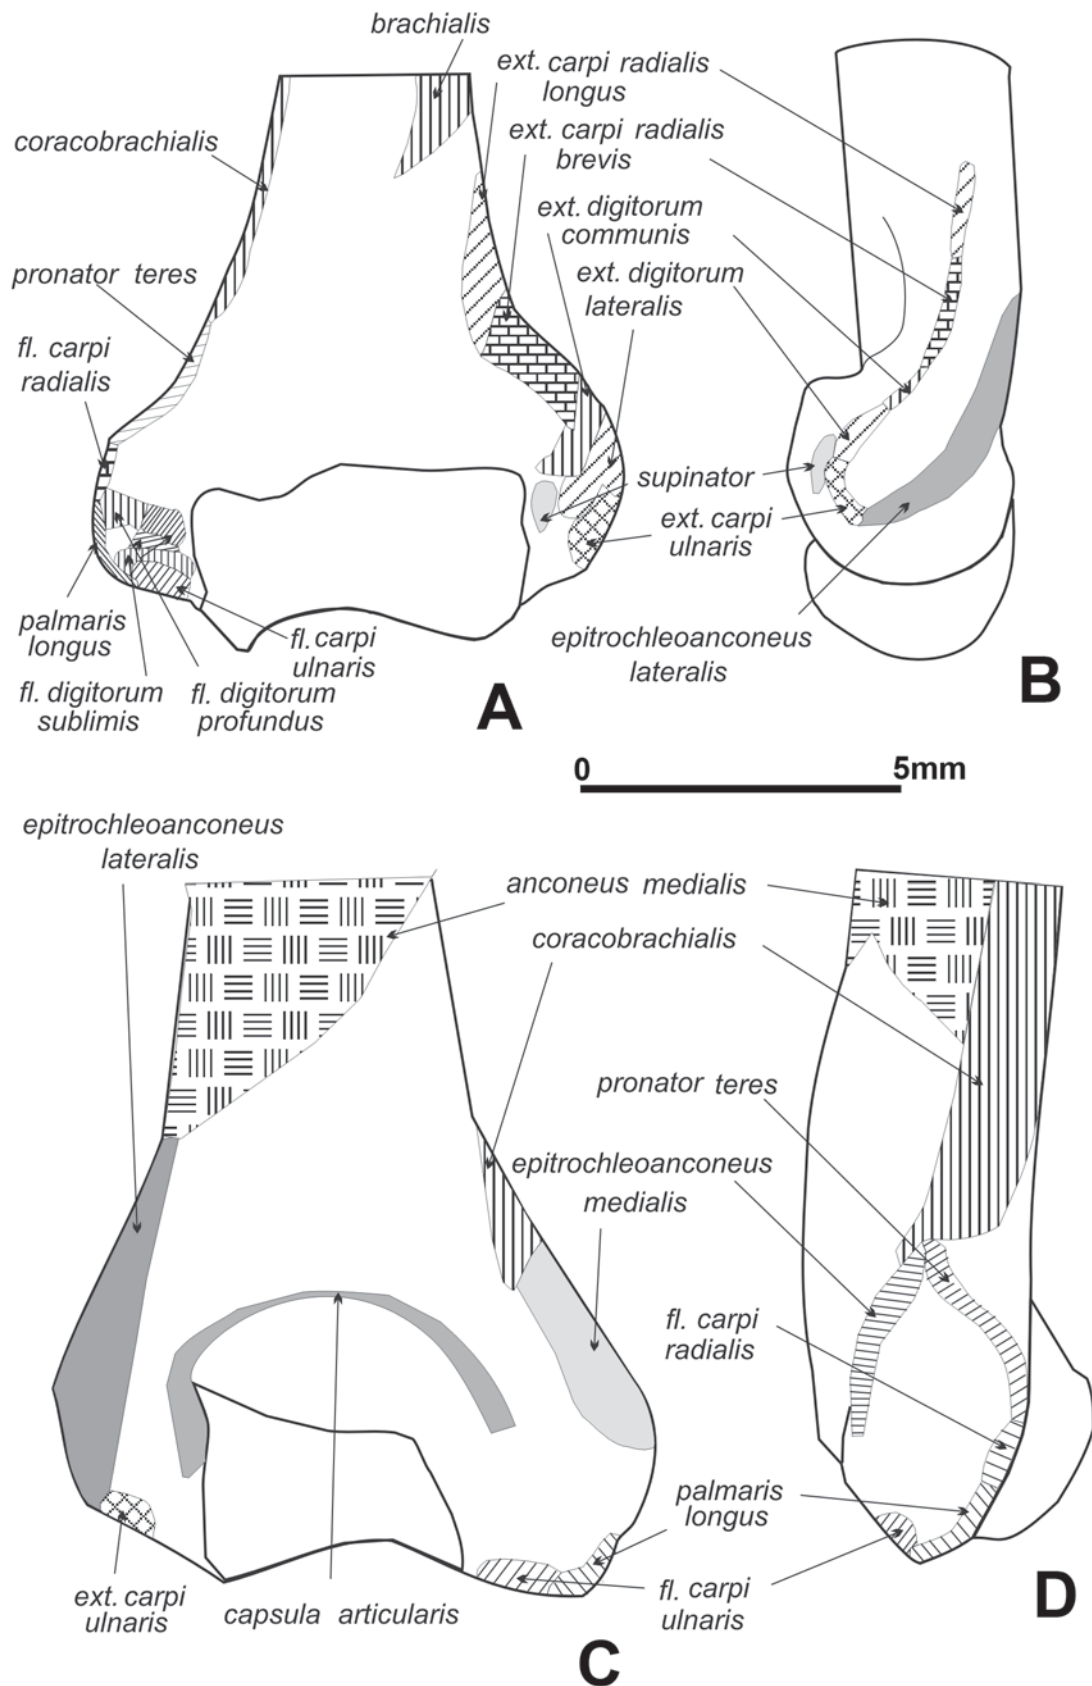 brachialis
ext. carpi radialis
longus
ext. carpi radialis
brevis
coracobrachialis
ext. digitorum
communis
pronator teres
ext. digitorum
lateralis
fl. carpi
radialis
supinator
ext. carpi
ulnaris
palmaris
longus
fl. carpi
ulnaris
epitrochleoanconeus
lateralis
fl. digitorum
sublimis
fl. digitorum
profundus
A
B
0 5mm
epitrochleoanconeus
lateralis
anconeus medialis
coracobrachialis
pronator teres
epitrochleoanconeus
medialis
fl. carpi
radialis
palmaris
longus
ext. carpi
ulnaris
capsula articularis
fl. carpi
ulnaris
C
D